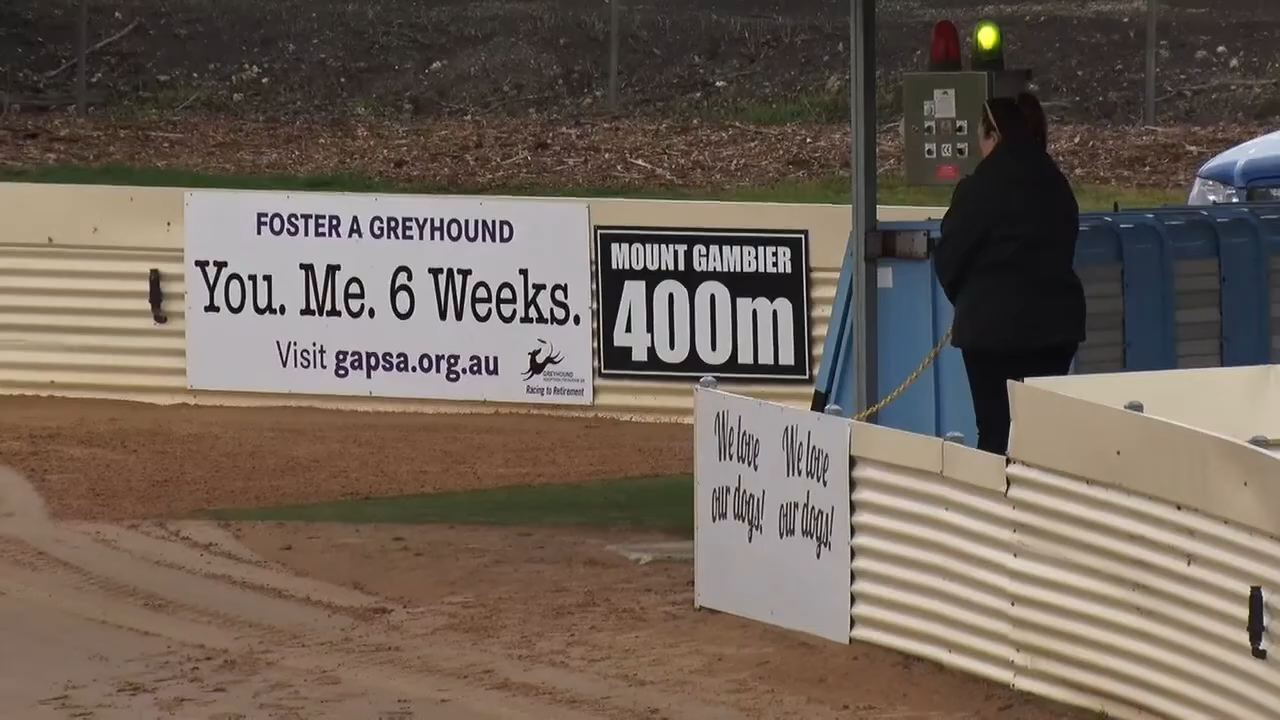 FOSTER A GREYHOUND
You. Me. 6 Weeks.
Visit gapsa.org.au
GREYHOUND
Racing to Retirement
MOUNT GAMBIER
400m
We love
our dogs!
We love
our dogs!